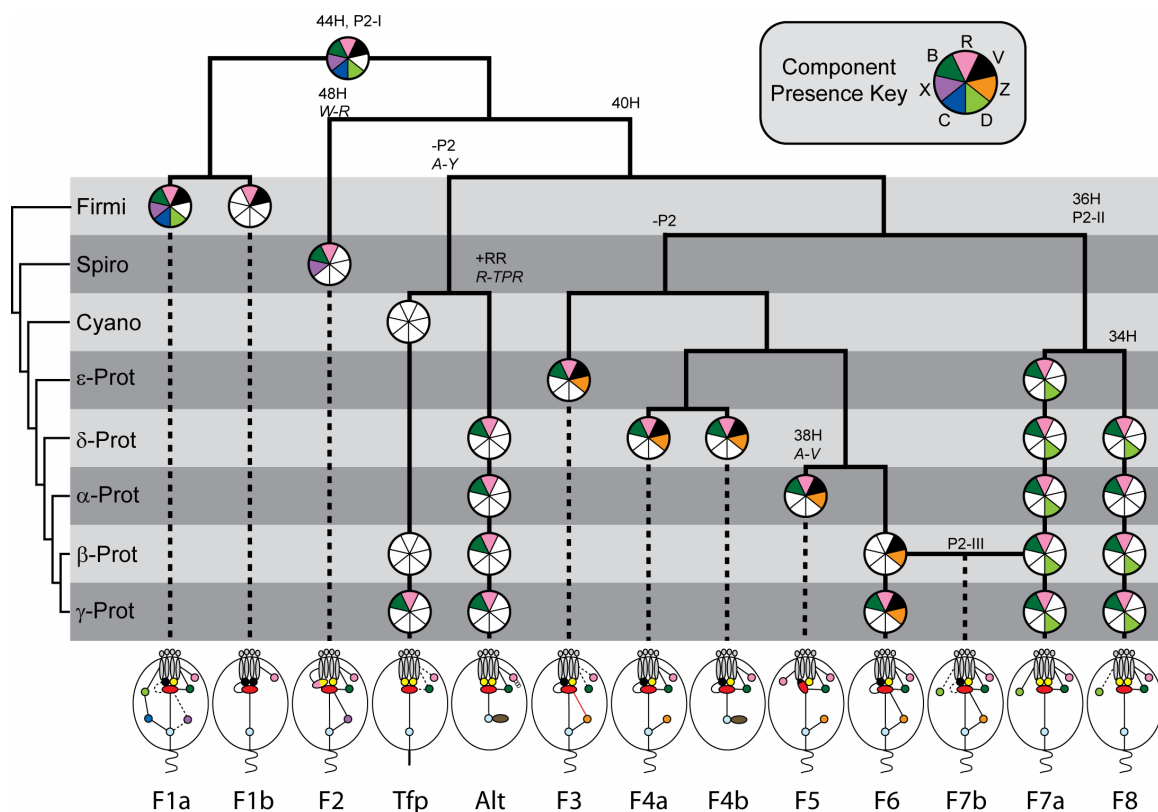 44H, P2-I
Component
Presence Key
R
B
V
X
Z
C
D
48H
W-R
40H
-P2
A-Y
36H
P2-II
-P2
+RR
R-TPR
34H
38H
A-V
P2-III
Firmi
Spiro
Cyano
ε-Prot
δ-Prot
α-Prot
β-Prot
γ-Prot
F1a F1b F2 Tfp Alt F3 F4a F4b F5 F6 F7b F7a F8